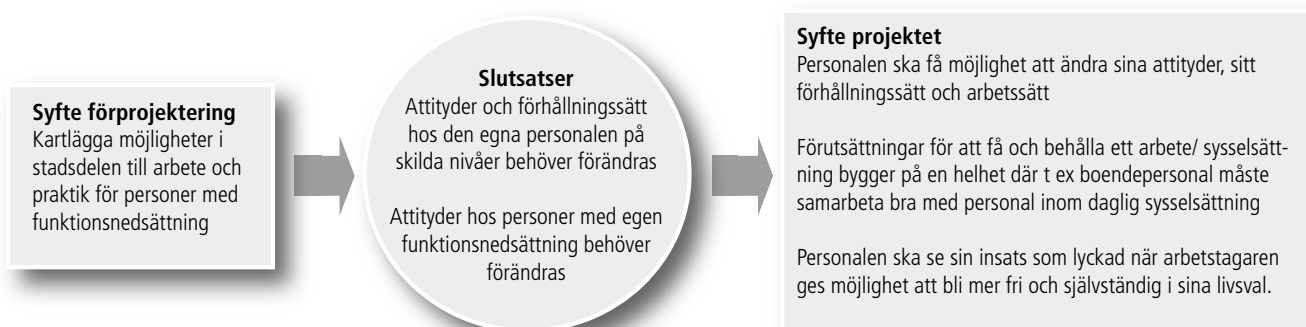 Syfte förprojektering
Kartlägga möjligheter i
stadsdelen till arbete och
praktik för personer med
funktionsnedsättning
Slutsatser
Attityder och förhållningssätt
hos den egna personalen på
skilda nivåer behöver förändras
Attityder hos personer med egen
funktionsnedsättning behöver
förändras
Syfte projektet
Personalen ska få möjlighet att ändra sina attityder, sitt
förhållningssätt och arbetssätt
Förutsättningar för att få och behålla ett arbete/ sysselsätt-
ning bygger på en helhet där t ex boendepersonal måste
samarbeta bra med personal inom daglig sysselsättning
Personalen ska se sin insats som lyckad när arbetstagaren
ges möjlighet att bli mer fri och självständig i sina livsval.